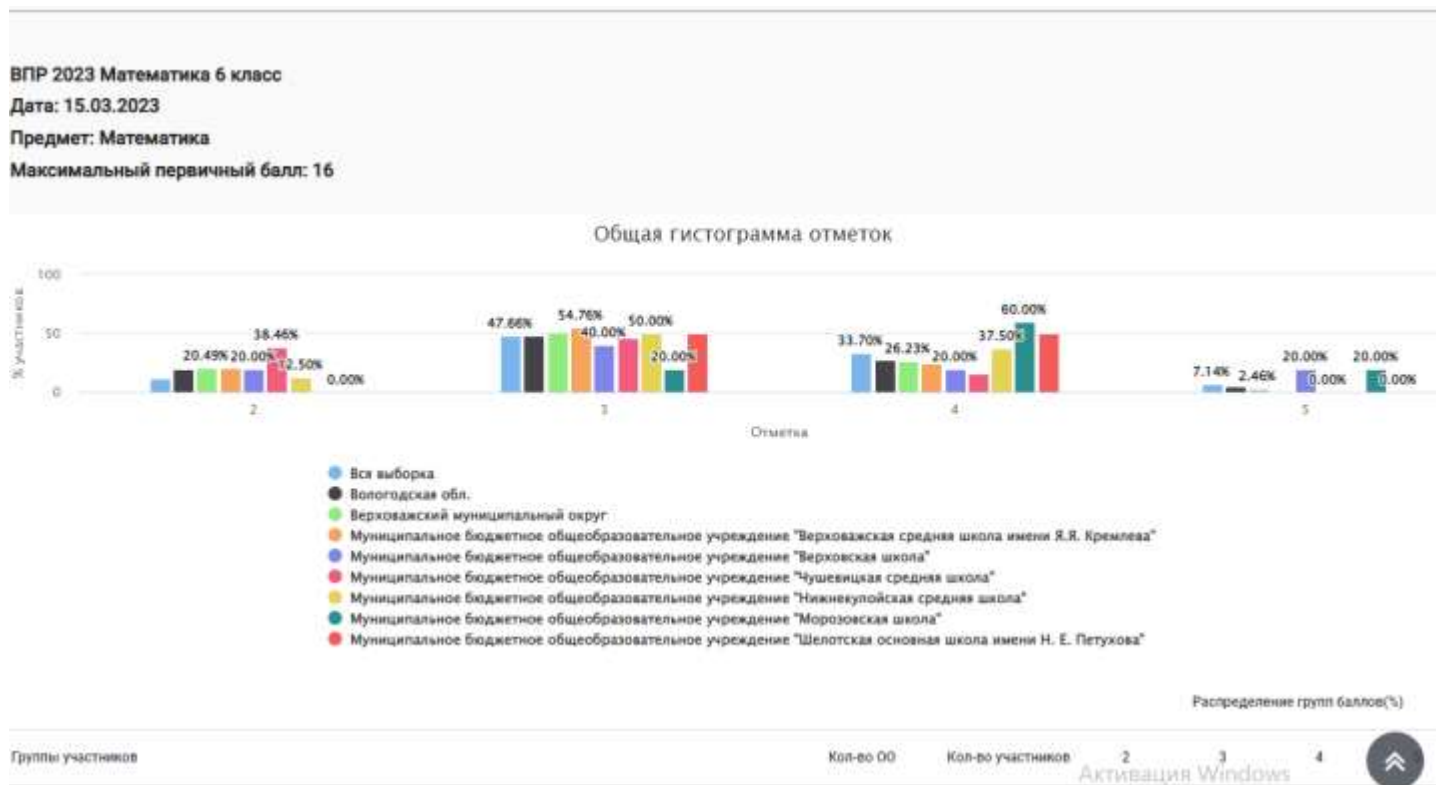 ВПР 2023 Математика 6 класс
Дата: 15.03.2023
Предмет: Математика
Максимальный первичный балл: 16
Общая гистограмма отметок
% участников
100
50
0
20.49% 20.00% 38.46% 12.50% 0.00%
47.66% 54.76% 40.00% 50.00% 20.00%
33.70% 26.23% 20.00% 37.50% 60.00%
7.14% 2.46% 20.00% 0.00% 20.00% 0.00%
2 3 4 5
Отметка
Вся выборка
Вологодская обл.
Верховажский муниципальный округ
Муниципальное бюджетное общеобразовательное учреждение "Верховажская средняя школа имени Я.Я. Кремлева"
Муниципальное бюджетное общеобразовательное учреждение "Верховская школа"
Муниципальное бюджетное общеобразовательное учреждение "Чушевицкая средняя школа"
Муниципальное бюджетное общеобразовательное учреждение "Нижнекулойская средняя школа"
Муниципальное бюджетное общеобразовательное учреждение "Морозовская школа"
Муниципальное бюджетное общеобразовательное учреждение "Шелотская основная школа имени Н. Е. Петухова"
Распределение групп баллов(%)
Группы участников Кол-во ОО Кол-во участников 2 3 4
Активация Windows